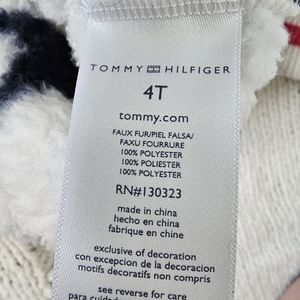 TOMMY HILFIGER
4T
tommy.com
FAUX FUR/PIEL FALSA/
FAXU FOURRURE
100% POLYESTER
100% POLIESTER
100% POLYESTER
RN#130323
made in china
hecho en china
fabrique en chine
exclusive of decoration
con excepcion de la decoracion
motifs decoratifs non compris
see reverse for care
para cuidado